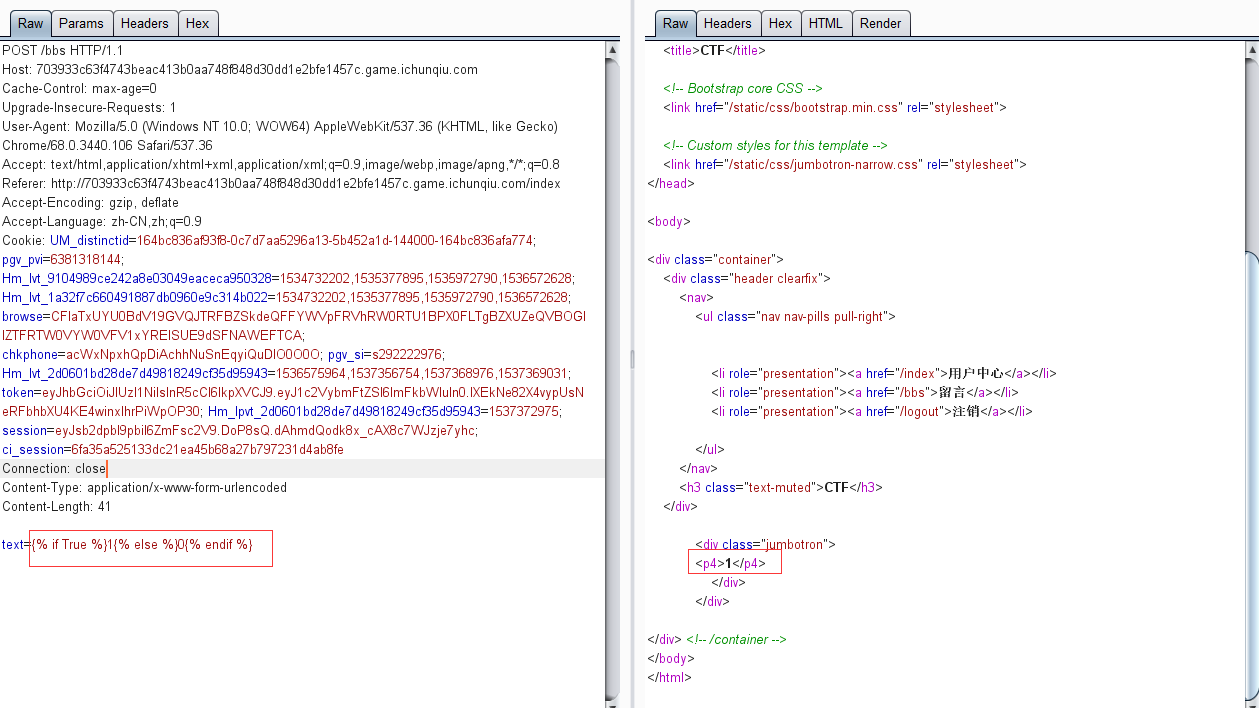 Raw Params Headers Hex
POST /bbs HTTP/1.1
Host: 703933c63f4743beac413b0aa748f848d30dd1e2bfe1457c.game.ichunqiu.com
Cache-Control: max-age=0
Upgrade-Insecure-Requests: 1
User-Agent: Mozilla/5.0 (Windows NT 10.0; WOW64) AppleWebKit/537.36 (KHTML, like Gecko)
Chrome/68.0.3440.106 Safari/537.36
Accept: text/html,application/xhtml+xml,application/xml;q=0.9,image/webp,image/apng,*/*;q=0.8
Referer: http://703933c63f4743beac413b0aa748f848d30dd1e2bfe1457c.game.ichunqiu.com/index
Accept-Encoding: gzip, deflate
Accept-Language: zh-CN,zh;q=0.9
Cookie: UM_distinctid=164bc836af93f8-0c7d7aa5296a13-5b452a1d-144000-164bc836afa774;
pgv_pvi=6381318144;
Hm_lvt_9104989ce242a8e03049eaceca950328=1534732202,1535377895,1535972790,1536572628;
Hm_lvt_1a32f7c660491887db0960e9c314b022=1534732202,1535377895,1535972790,1536572628;
browse=CFlaTxUYU0BdV19GVQJTRFBZSkdeQFFYWVpFRVhRW0RTU1BPX0FLTgBZXUZeQVBOGl
IZTFRTW0VYW0VFV1xYREISUE9dSFNAWEFTCA;
chkphone=acWxNpxhQpDiAchhNuSnEqyiQuDIO0O0O; pgv_si=s292222976;
Hm_lvt_2d0601bd28de7d49818249cf35d95943=1536575964,1537356754,1537368976,1537369031;
token=eyJhbGciOiJIUzI1NiIsInR5cCI6IkpXVCJ9.eyJ1c2VybmFtZSI6ImFkbWluIn0.IXEkNe82X4vypUsN
eRFbhbXU4KE4winxIhrPiWpOP30; Hm_lpvt_2d0601bd28de7d49818249cf35d95943=1537372975;
session=eyJsb2dpbl9pbiI6ZmFsc2V9.DoP8sQ.dAhmdQodk8x_cAX8c7WJzje7yhc;
ci_session=6fa35a525133dc21ea45b68a27b797231d4ab8fe
Connection: close
Content-Type: application/x-www-form-urlencoded
Content-Length: 41
text={% if True %}1{% else %}0{% endif %}
Raw Headers Hex HTML Render
<title>CTF</title>
<!-- Bootstrap core CSS -->
<link href="/static/css/bootstrap.min.css" rel="stylesheet">
<!-- Custom styles for this template -->
<link href="/static/css/jumbotron-narrow.css" rel="stylesheet">
</head>
<body>
<div class="container">
<div class="header clearfix">
<nav>
<ul class="nav nav-pills pull-right">
<li role="presentation"><a href="/index">用户中心</a></li>
<li role="presentation"><a href="/bbs">留言</a></li>
<li role="presentation"><a href="/logout">注销</a></li>
</ul>
</nav>
<h3 class="text-muted">CTF</h3>
</div>
<div class="jumbotron">
<p4>1</p4>
</div>
</div>
</div> <!-- /container -->
</body>
</html>